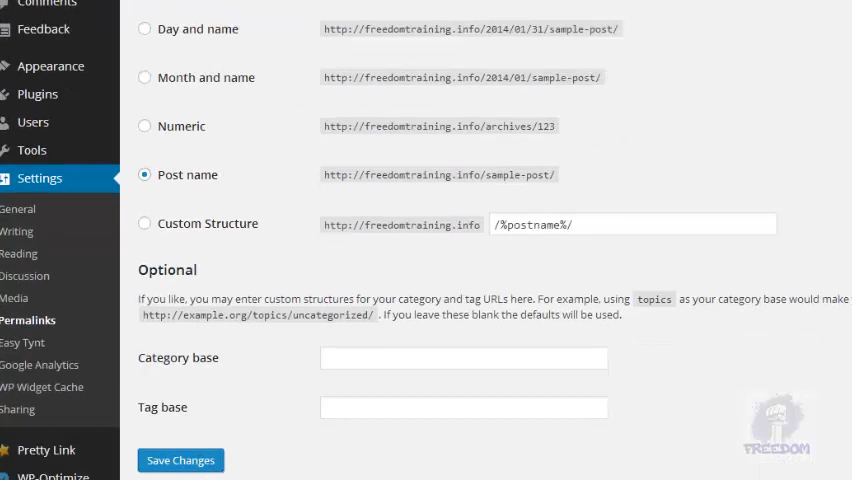 Comments
Feedback
Appearance
Plugins
Users
Tools
Settings
General
Writing
Reading
Discussion
Media
Permalinks
Easy Tynt
Google Analytics
WP Widget Cache
Sharing
Pretty Link
WP-Optimize
Day and name http://freedomtraining.info/2014/01/31/sample-post/
Month and name http://freedomtraining.info/2014/01/sample-post/
Numeric http://freedomtraining.info/archives/123
Post name http://freedomtraining.info/sample-post/
Custom Structure http://freedomtraining.info /%postname%/
Optional
If you like, you may enter custom structures for your category and tag URLs here. For example, using topics as your category base would make
http://example.org/topics/uncategorized/ . If you leave these blank the defaults will be used.
Category base
Tag base
Save Changes
FREEDOM